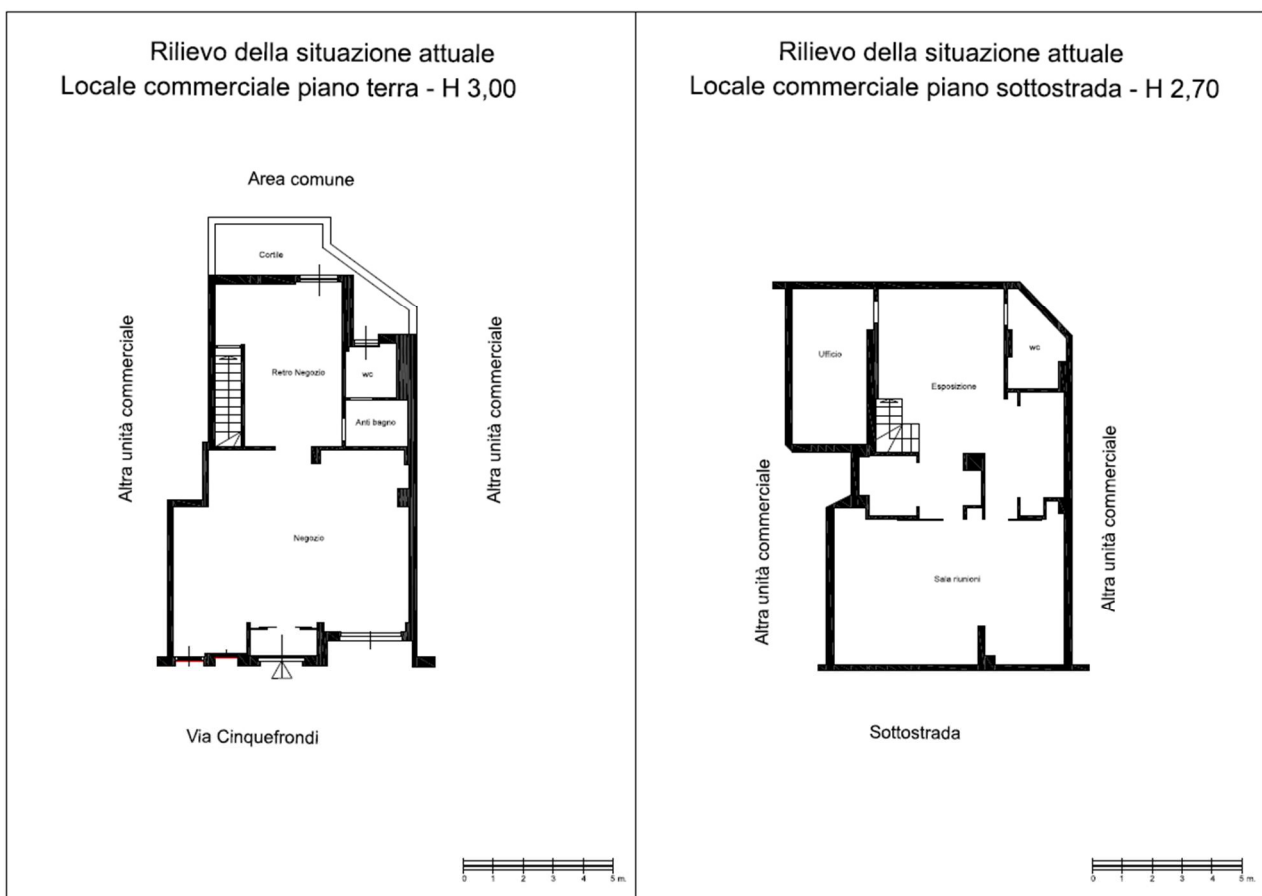 Rilievo della situazione attuale
Locale commerciale piano terra - H 3,00
Area comune
Cortile
Altra unità commerciale
Altra unità commerciale
Retro Negozio
wc
Anti bagno
Negozio
Via Cinquefrondi
0 1 2 3 4 5 m.
Rilievo della situazione attuale
Locale commerciale piano sottostrada - H 2,70
Ufficio
Esposizione
wc
Altra unità commerciale
Altra unità commerciale
Sala riunioni
Sottostrada
0 1 2 3 4 5 m.